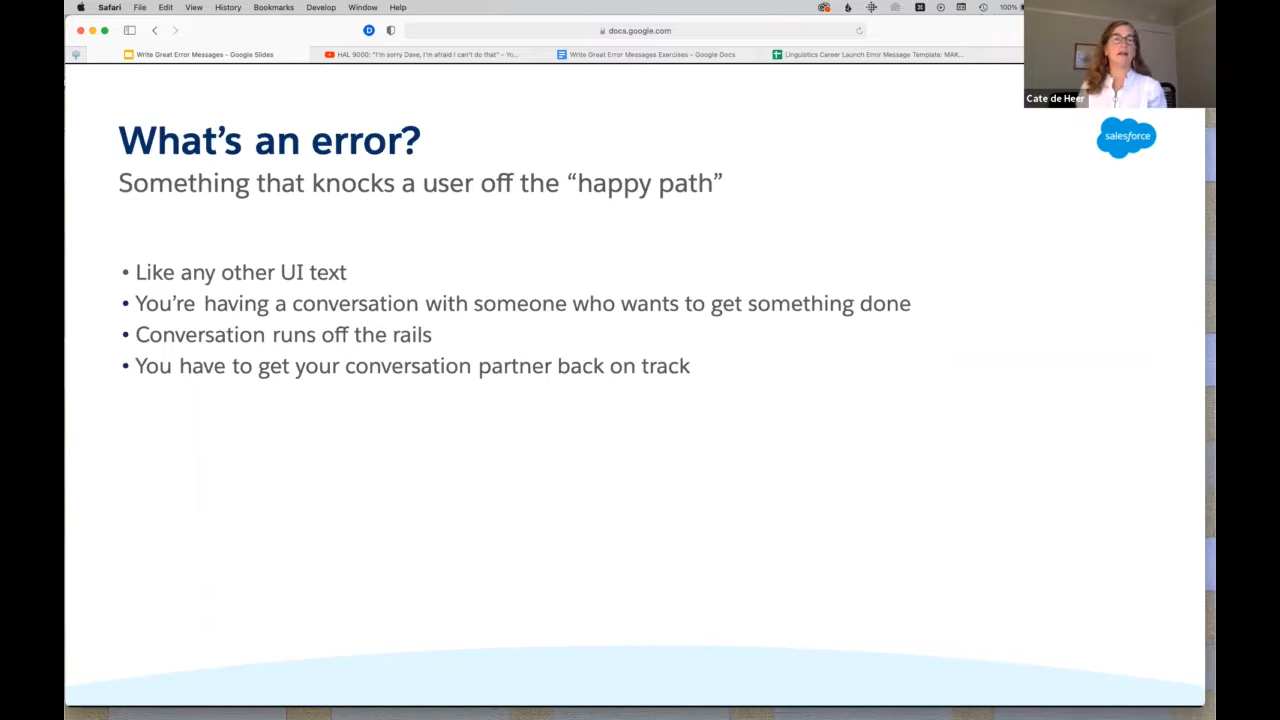 Safari File Edit View History Bookmarks Develop Window Help 100%
docs.google.com
Write Great Error Messages - Google Slides
HAL 9000: "I'm sorry Dave, I'm afraid I can't do that" - Yo...
Write Great Error Messages Exercises - Google Docs
Linguistics Career Launch Error Message Template: MAK...
Cate de Heer
What's an error?
salesforce
Something that knocks a user off the “happy path”
• Like any other UI text
• You're having a conversation with someone who wants to get something done
• Conversation runs off the rails
• You have to get your conversation partner back on track